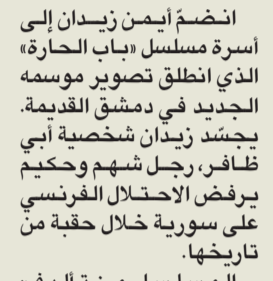 انضمّ أيمن زيدان إلى
أسرة مسلسل «باب الحارة»
الذي انطلق تصوير موسمه
الجديد في دمشق القديمة.
يجسّد زيدان شخصية أبي
ظافر، رجل شهم وحكيم
يرفض الاحتلال الفرنسي
على سورية خلال حقبة من
تاريخها.